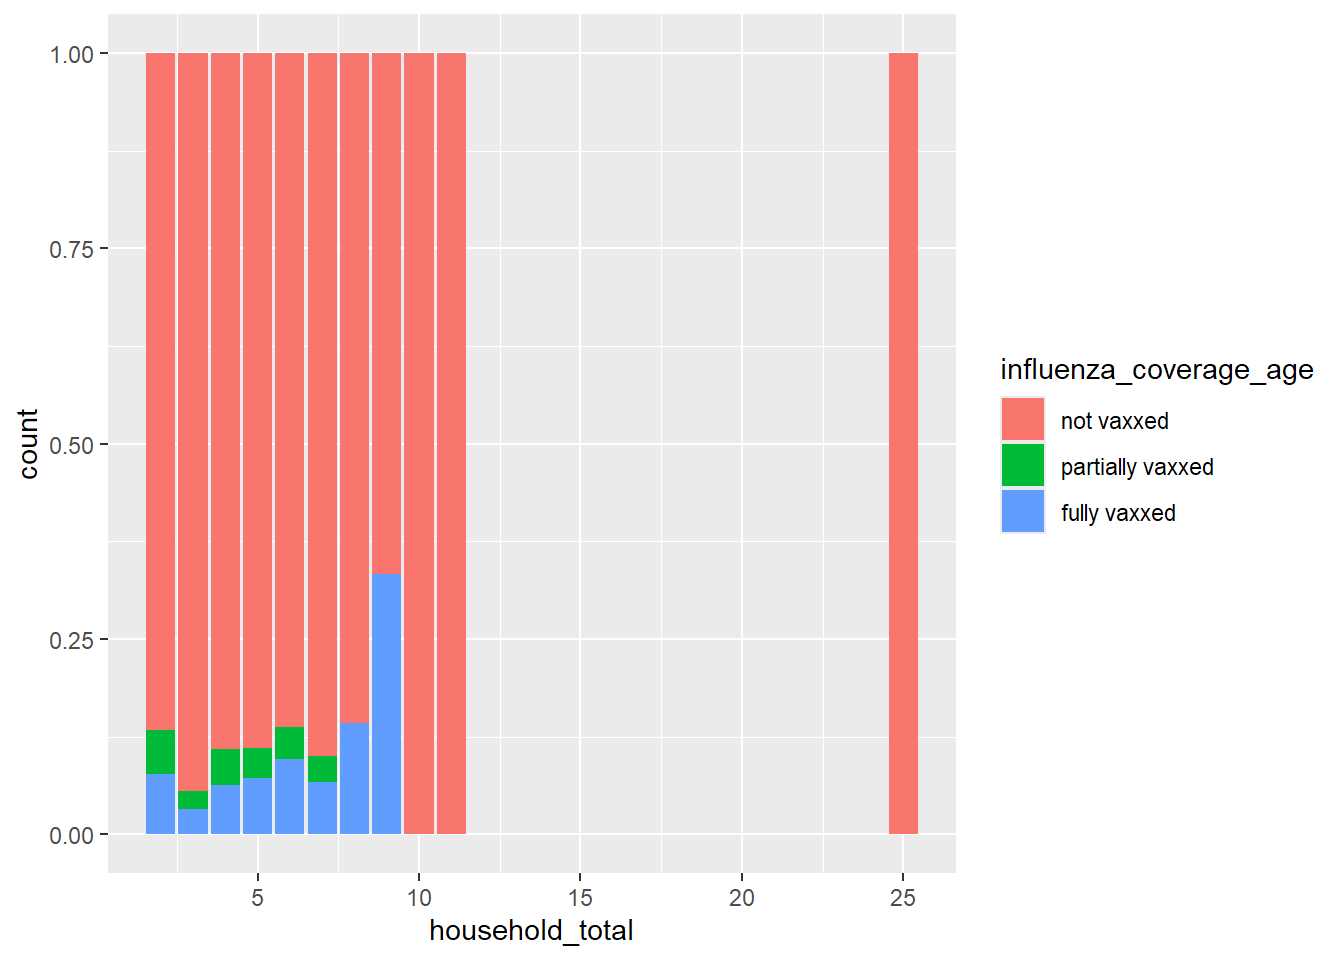 1.00
0.75
0.50
0.25
0.00
count
5 10 15 20 25
household_total
influenza_coverage_age
not vaxxed
partially vaxxed
fully vaxxed